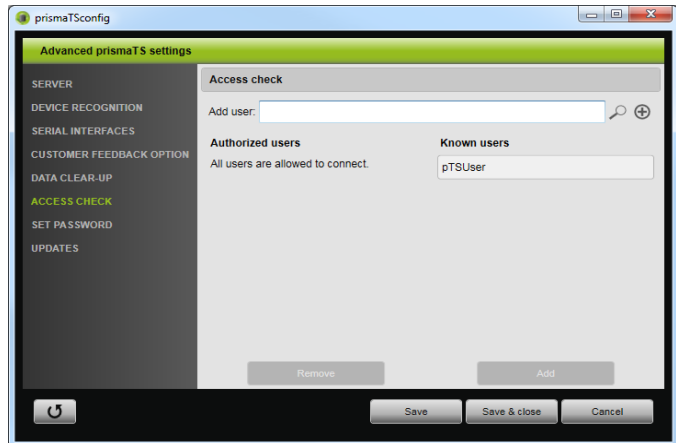 prismaTSconfig
Advanced prismaTS settings
SERVER
DEVICE RECOGNITION
SERIAL INTERFACES
CUSTOMER FEEDBACK OPTION
DATA CLEAR-UP
ACCESS CHECK
SET PASSWORD
UPDATES
Access check
Add user:
Authorized users
All users are allowed to connect.
Known users
pTSUser
Remove
Add
Save
Save & close
Cancel